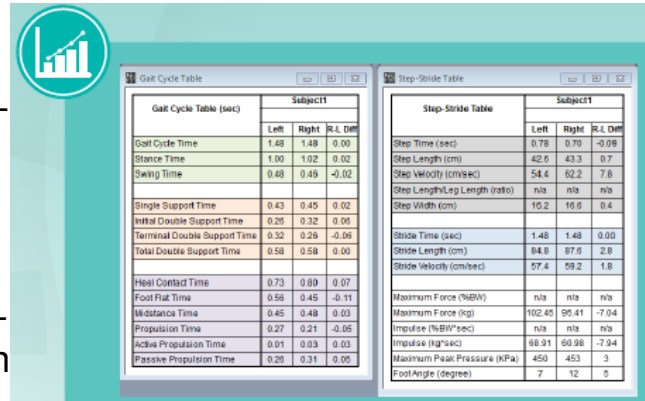 Gait Cycle Table
Gait Cycle Table (sec) Subject1
Left Right R-L Diff
Gait Cycle Time 1.48 1.48 0.00
Stance Time 1.00 1.02 0.02
Swing Time 0.48 0.46 -0.02
Single Support Time 0.43 0.45 0.02
Initial Double Support Time 0.26 0.32 0.06
Terminal Double Support Time 0.32 0.26 -0.06
Total Double Support Time 0.58 0.58 0.00
Heel Contact Time 0.73 0.80 0.07
Foot Flat Time 0.56 0.45 -0.11
Midstance Time 0.45 0.48 0.03
Propulsion Time 0.27 0.21 -0.05
Active Propulsion Time 0.01 0.03 0.03
Passive Propulsion Time 0.26 0.31 0.05
Step-Stride Table
Step-Stride Table Subject1
Left Right R-L Diff
Step Time (sec) 0.78 0.70 -0.09
Step Length (cm) 42.6 43.3 0.7
Step Velocity (cm/sec) 54.4 62.2 7.8
Step Length/Leg Length (ratio) n/a n/a n/a
Step Width (cm) 16.2 16.6 0.4
Stride Time (sec) 1.48 1.48 0.00
Stride Length (cm) 84.8 87.6 2.8
Stride Velocity (cm/sec) 57.4 59.2 1.8
Maximum Force (%BW) n/a n/a n/a
Maximum Force (kg) 102.45 95.41 -7.04
Impulse (%BW*sec) n/a n/a n/a
Impulse (kg*sec) 68.91 60.98 -7.94
Maximum Peak Pressure (KPa) 450 453 3
Foot Angle (degree) 7 12 5